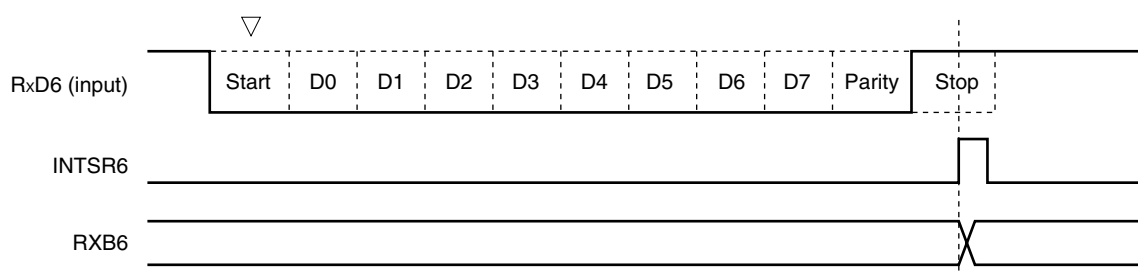 RxD6 (input) Start D0 D1 D2 D3 D4 D5 D6 D7 Parity Stop
INTSR6
RXB6